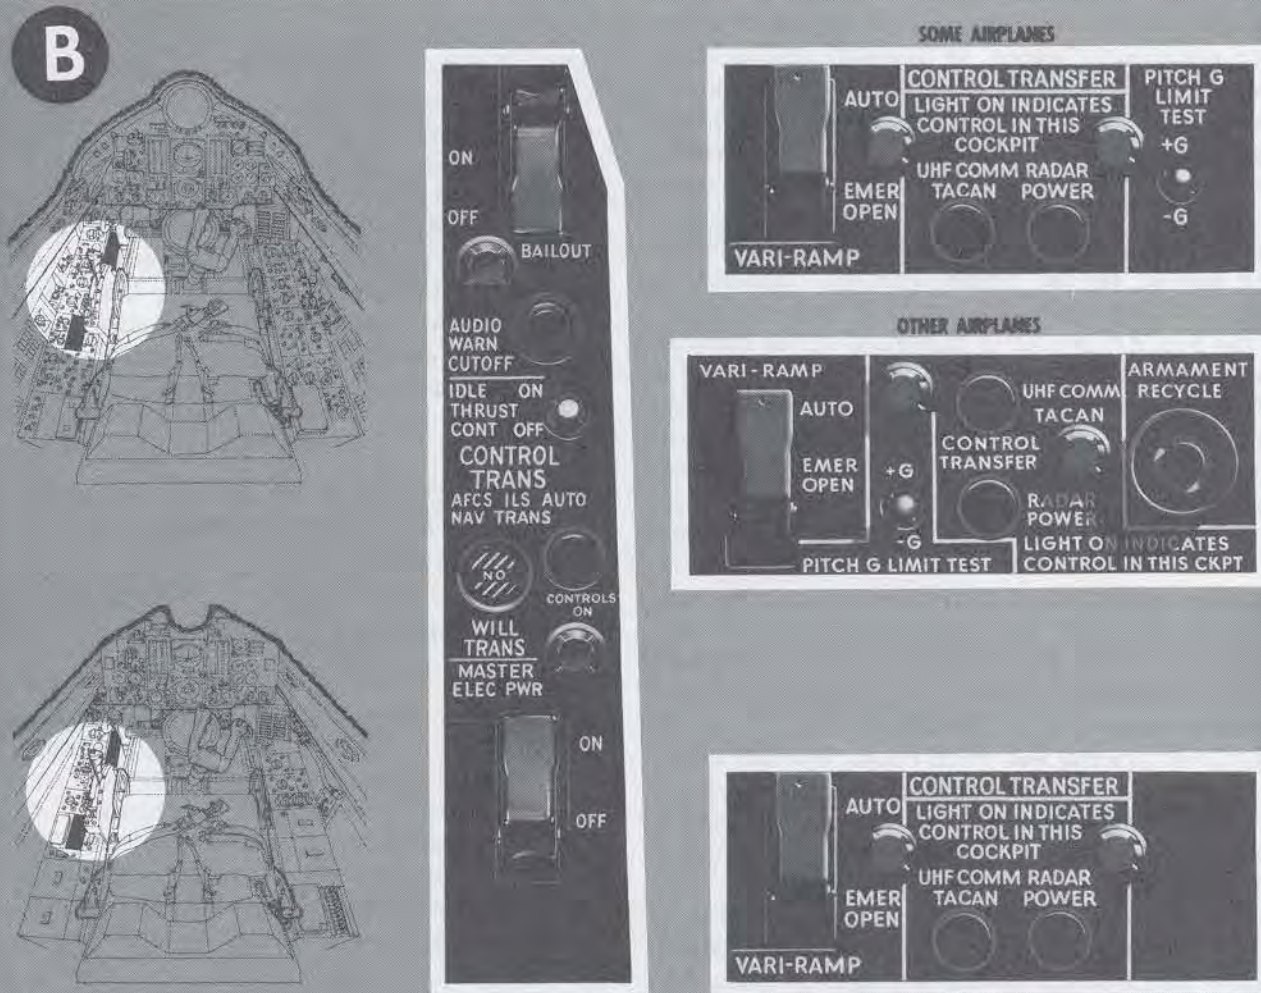 B
ON
OFF
BAILOUT
AUDIO
WARN
CUTOFF
IDLE ON
THRUST
CONT OFF
CONTROL
TRANS
AFCS ILS AUTO
NAV TRANS
NO
CONTROLS
ON
WILL
TRANS
MASTER
ELEC PWR
ON
OFF
SOME AIRPLANES
AUTO
EMER
OPEN
VARI-RAMP
CONTROL TRANSFER
LIGHT ON INDICATES
CONTROL IN THIS
COCKPIT
UHF COMM RADAR
TACAN POWER
PITCH G
LIMIT
TEST
+G
-G
OTHER AIRPLANES
VARI-RAMP
AUTO
EMER
OPEN
+G
-G
PITCH G LIMIT TEST
UHF COMM
TACAN
CONTROL
TRANSFER
RADAR
POWER
LIGHT ON INDICATES
CONTROL IN THIS CKPT
ARMAMENT
RECYCLE
AUTO
EMER
OPEN
VARI-RAMP
CONTROL TRANSFER
LIGHT ON INDICATES
CONTROL IN THIS
COCKPIT
UHF COMM RADAR
TACAN POWER